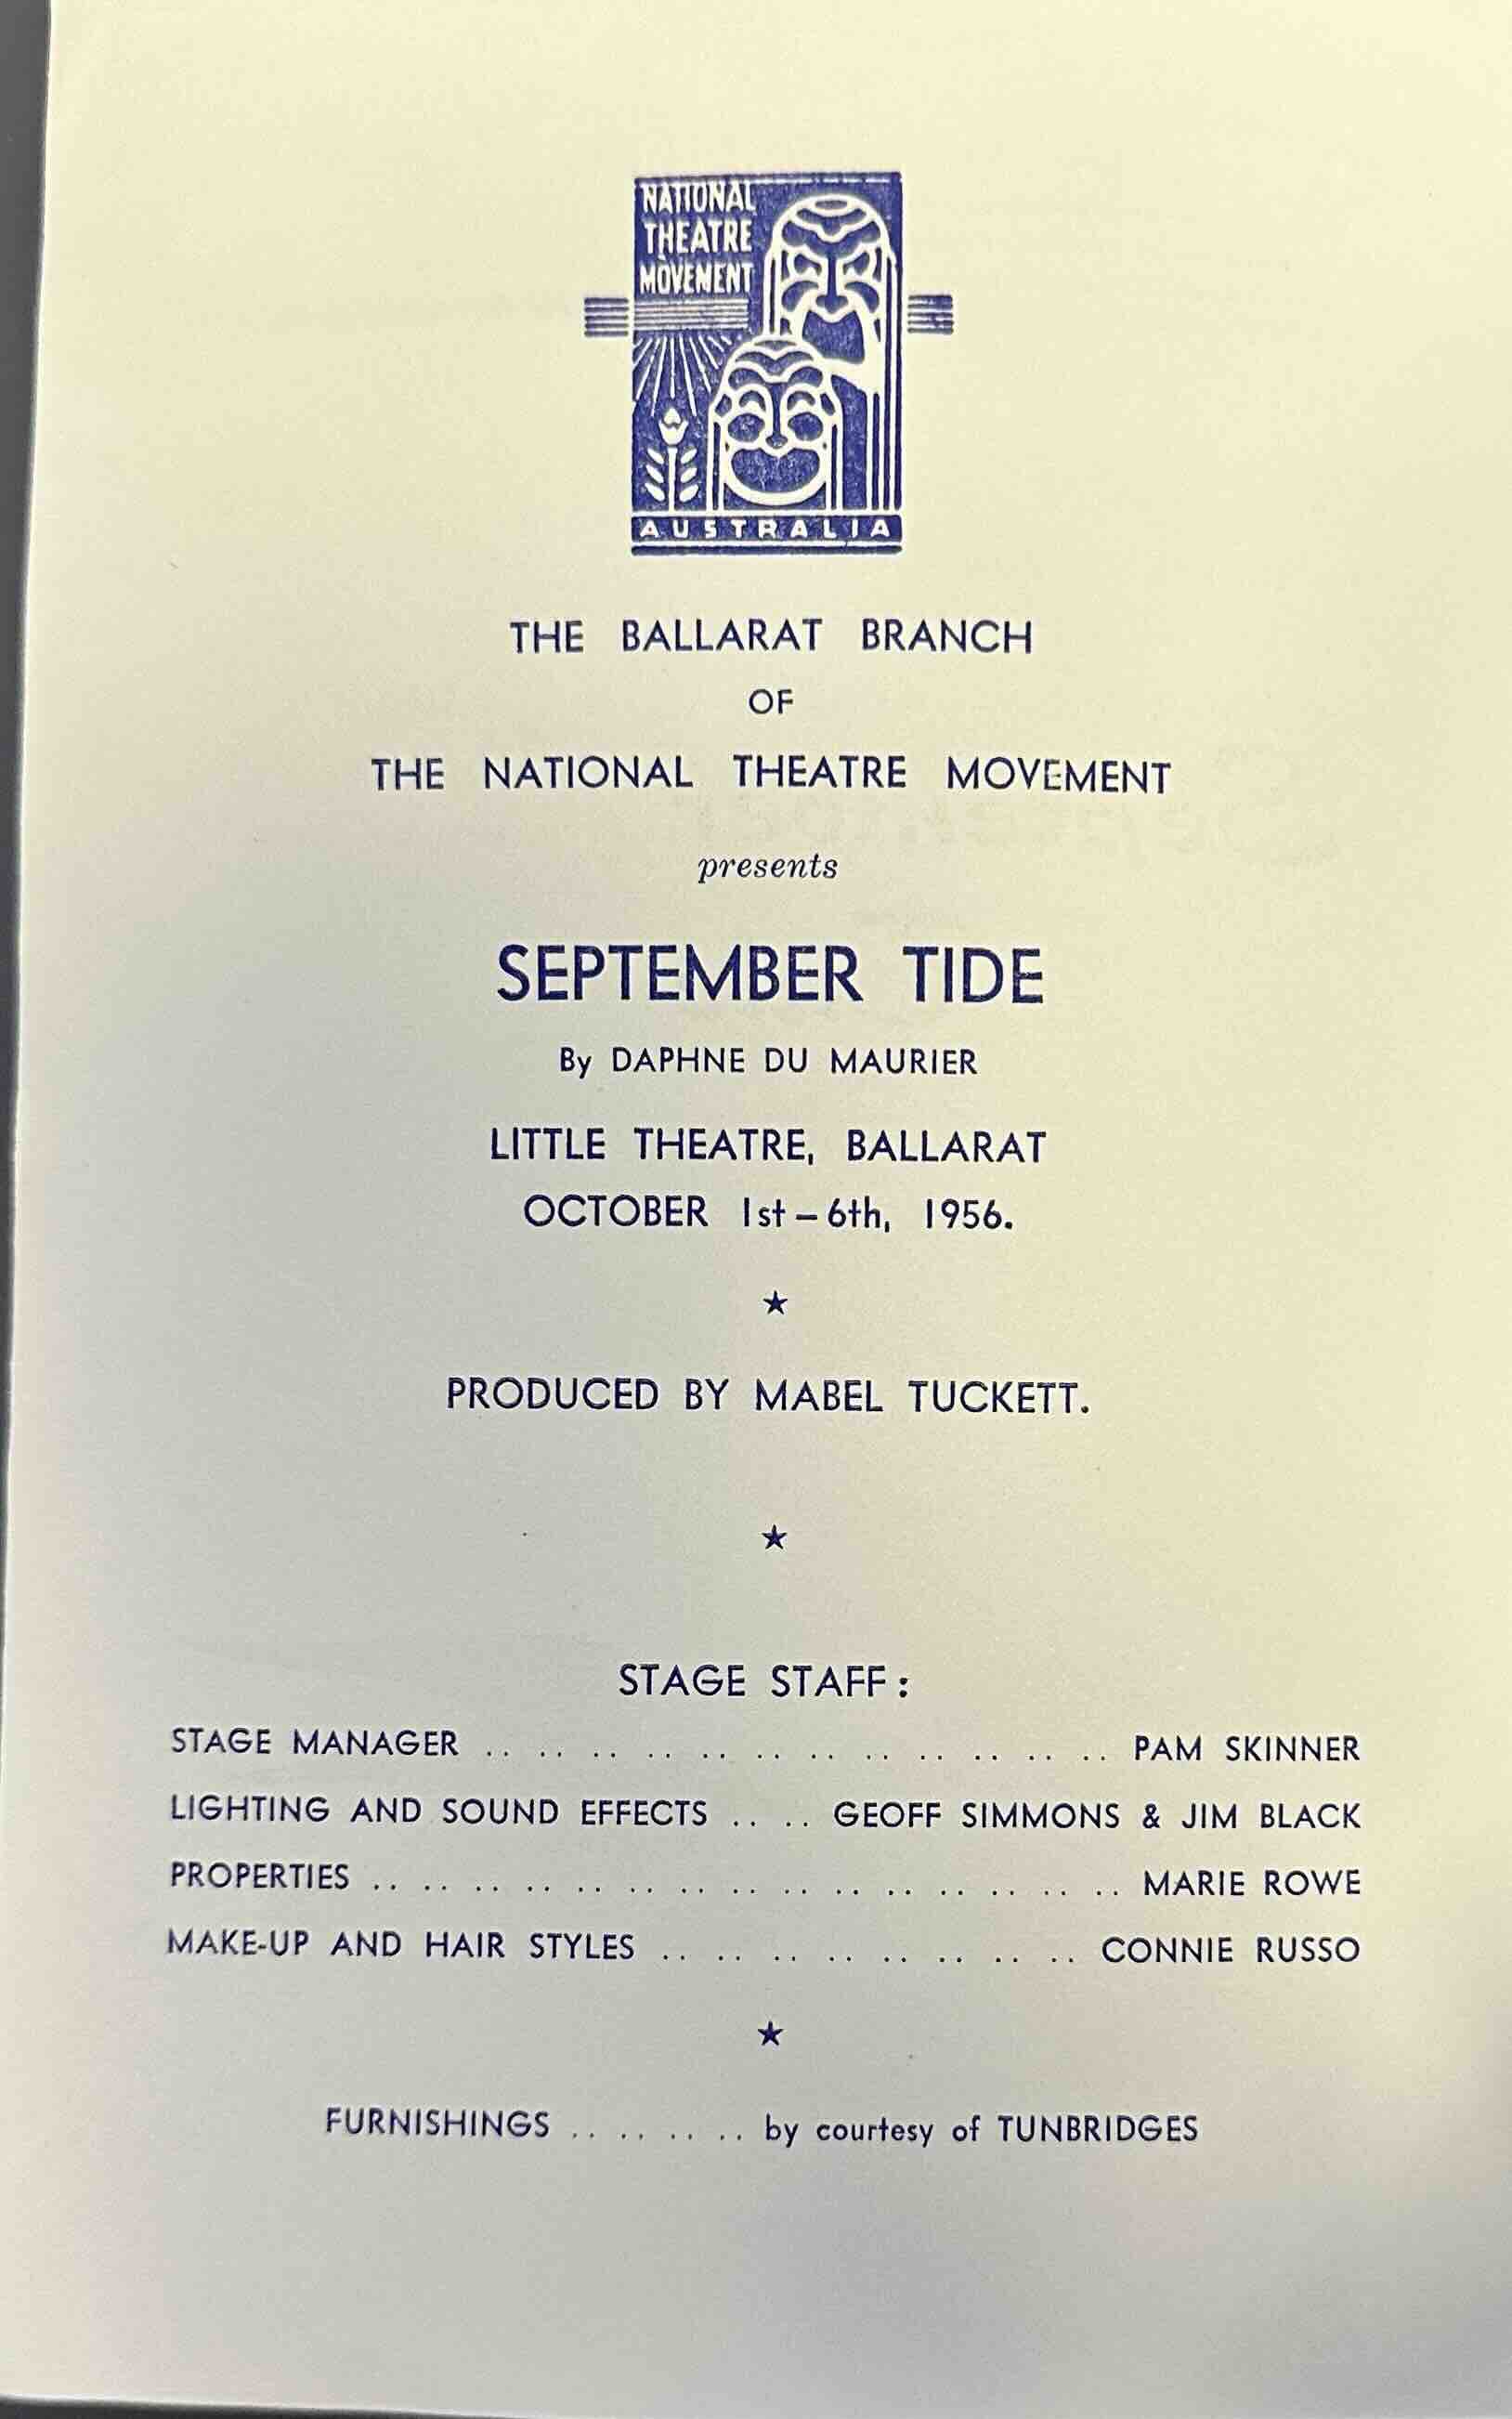 NATIONAL
THEATRE
MOVEMENT
AUSTRALIA
THE BALLARAT BRANCH
OF
THE NATIONAL THEATRE MOVEMENT
presents
SEPTEMBER TIDE
By DAPHNE DU MAURIER
LITTLE THEATRE, BALLARAT
OCTOBER 1st – 6th, 1956.
★
PRODUCED BY MABEL TUCKETT.
★
STAGE STAFF :
STAGE MANAGER .. .. .. .. .. .. .. .. .. .. .. .. PAM SKINNER
LIGHTING AND SOUND EFFECTS .. .. GEOFF SIMMONS & JIM BLACK
PROPERTIES .. .. .. .. .. .. .. .. .. .. .. .. .. .. .. MARIE ROWE
MAKE-UP AND HAIR STYLES .. .. .. .. .. .. .. .. CONNIE RUSSO
★
FURNISHINGS .. .. .. .. by courtesy of TUNBRIDGES